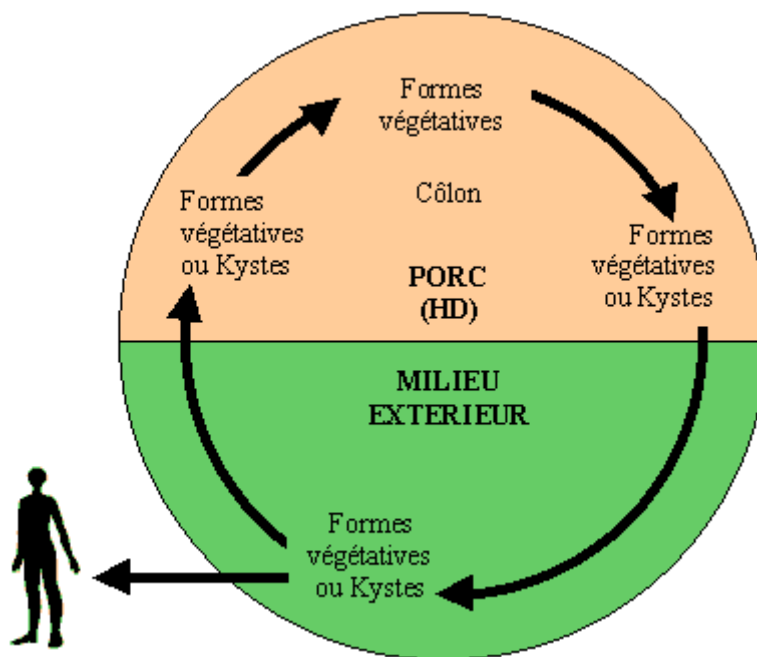 Formes
végétatives
Côlon
Formes
végétatives
ou Kystes
Formes
végétatives
ou Kystes
PORC
(HD)
MILIEU
EXTERIEUR
Formes
végétatives
ou Kystes